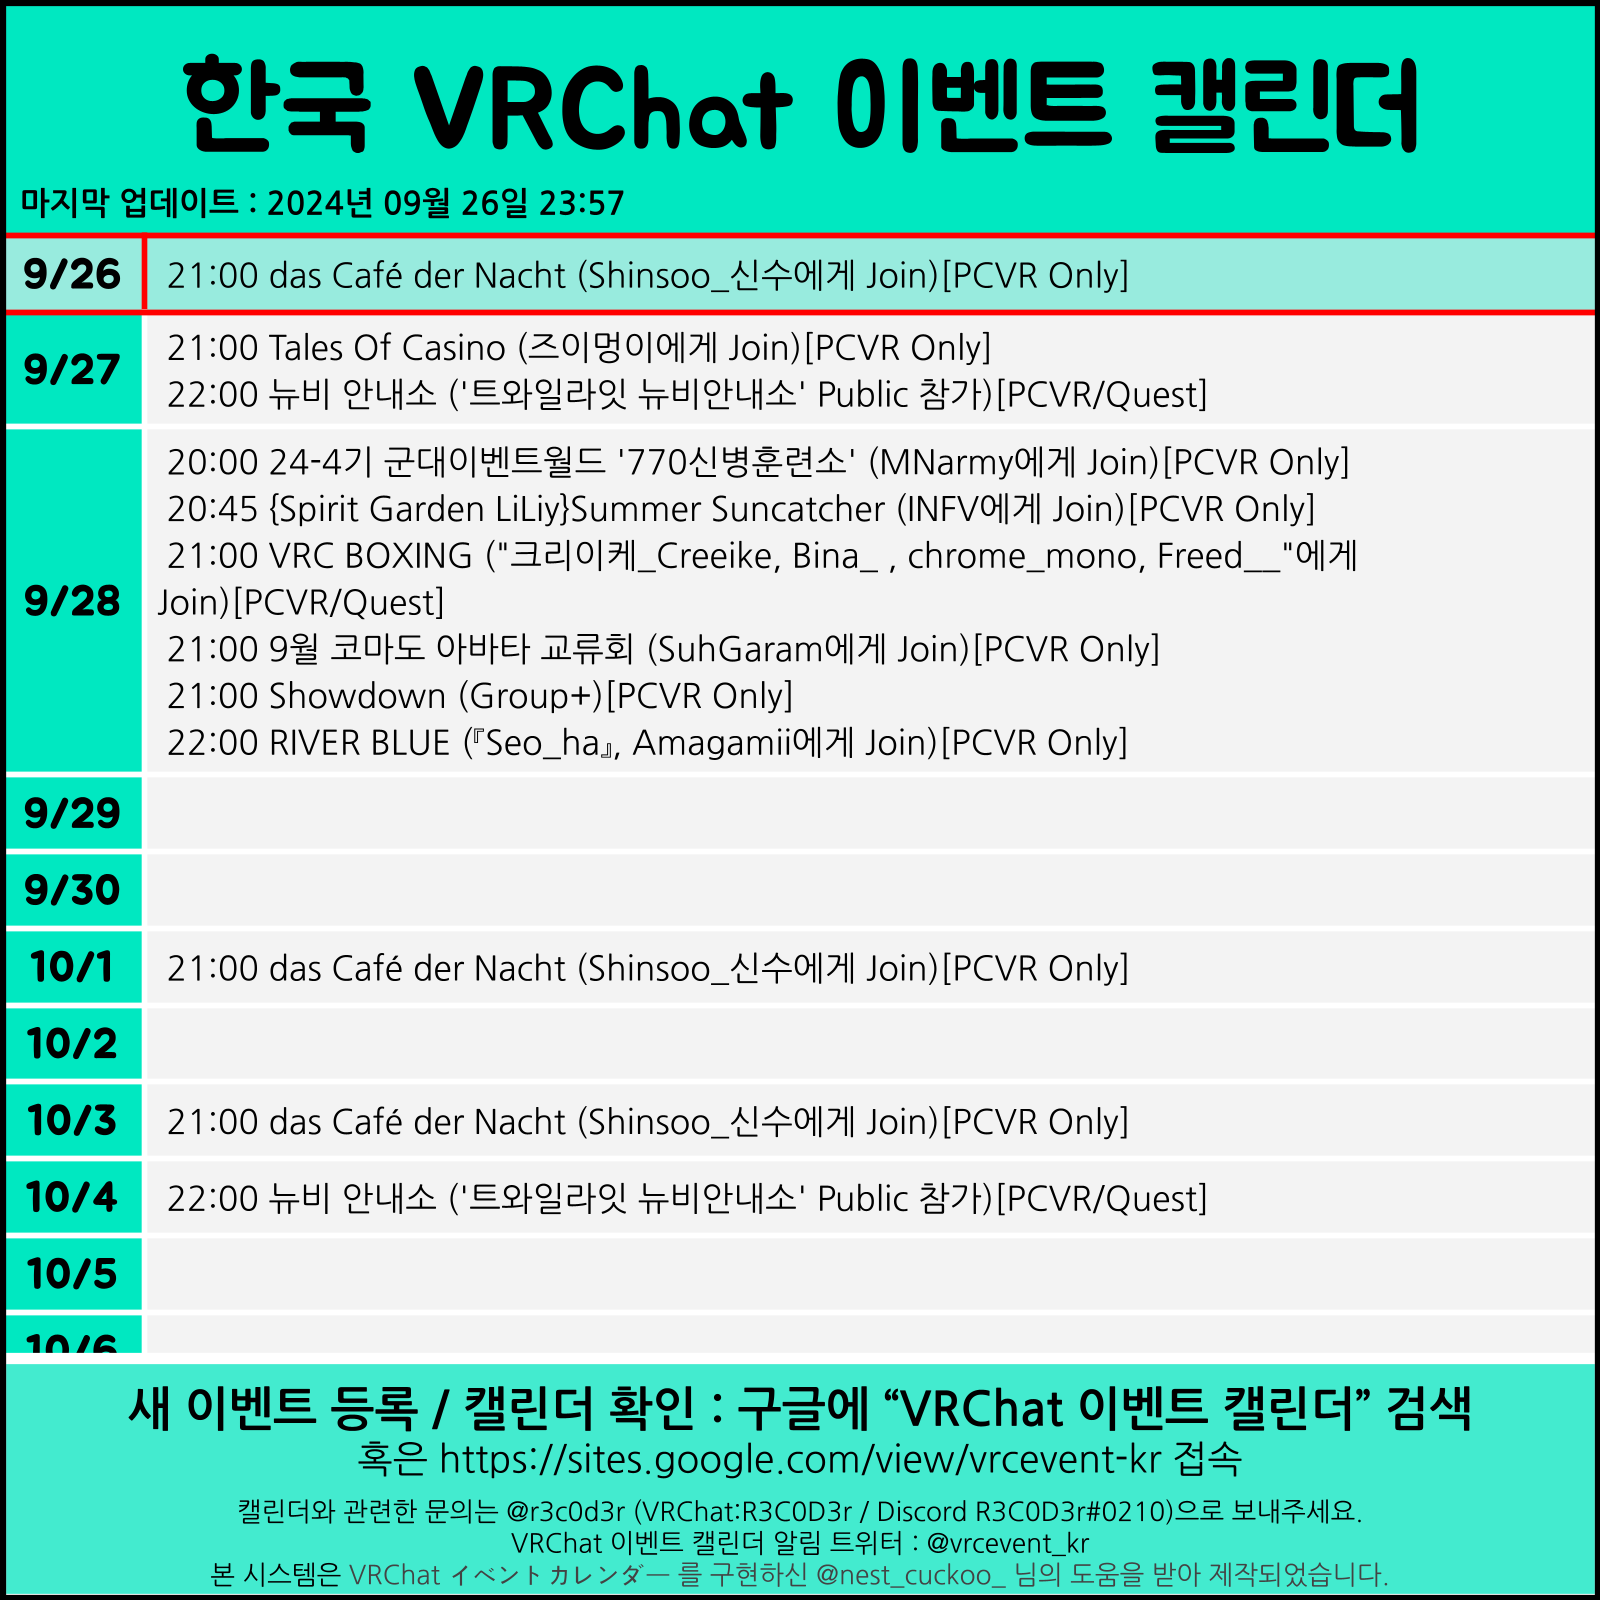 한국 VRChat 이벤트 캘린더
마지막 업데이트 : 2024년 09월 26일 23:57
9/26
21:00 das Café der Nacht (Shinsoo_신수에게 Join)[PCVR Only]
9/27
21:00 Tales Of Casino (즈이멍이에게 Join)[PCVR Only]
22:00 뉴비 안내소 ('트와일라잇 뉴비안내소' Public 참가)[PCVR/Quest]
9/28
20:00 24-4기 군대이벤트월드 '770신병훈련소' (MNarmy에게 Join)[PCVR Only]
20:45 {Spirit Garden LiLiy}Summer Suncatcher (INFV에게 Join)[PCVR Only]
21:00 VRC BOXING ("크리이케_Creeike, Bina_ , chrome_mono, Freed__"에게
Join)[PCVR/Quest]
21:00 9월 코마도 아바타 교류회 (SuhGaram에게 Join)[PCVR Only]
21:00 Showdown (Group+)[PCVR Only]
22:00 RIVER BLUE (『Seo_ha』, Amagamii에게 Join)[PCVR Only]
9/29
9/30
10/1
21:00 das Café der Nacht (Shinsoo_신수에게 Join)[PCVR Only]
10/2
10/3
21:00 das Café der Nacht (Shinsoo_신수에게 Join)[PCVR Only]
10/4
22:00 뉴비 안내소 ('트와일라잇 뉴비안내소' Public 참가)[PCVR/Quest]
10/5
10/6
새 이벤트 등록 / 캘린더 확인 : 구글에 “VRChat 이벤트 캘린더” 검색
혹은 https://sites.google.com/view/vrcevent-kr 접속
캘린더와 관련한 문의는 @r3c0d3r (VRChat:R3C0D3r / Discord R3C0D3r#0210)으로 보내주세요.
VRChat 이벤트 캘린더 알림 트위터 : @vrcevent_kr
본 시스템은 VRChat イベントカレンダー 를 구현하신 @nest_cuckoo_ 님의 도움을 받아 제작되었습니다.